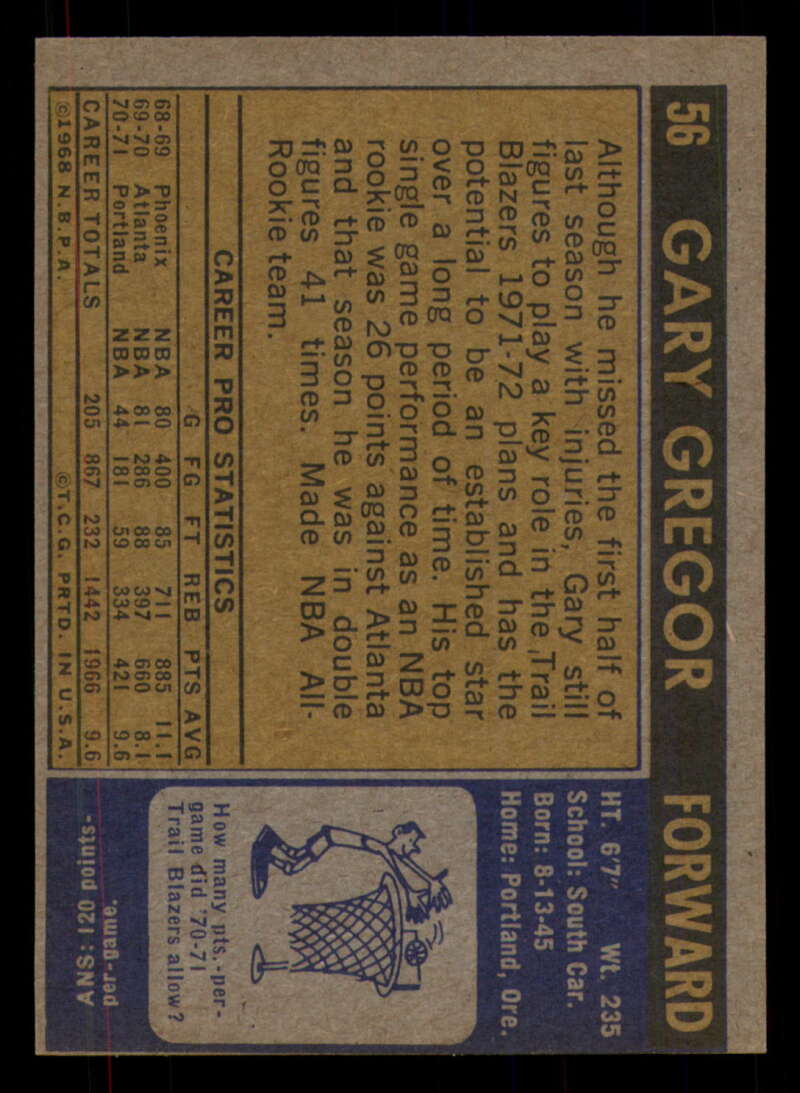 56 GARY GREGOR FORWARD
Although he missed the first half of
last season with injuries, Gary still
figures to play a key role in the Trail
Blazers 1971-72 plans and has the
potential to be an established star
over a long period of time. His top
single game performance as an NBA
rookie was 26 points against Atlanta
and that season he was in double
figures 41 times. Made NBA All-
Rookie team.
CAREER PRO STATISTICS
G FG FT REB PTS AVG
68-69 Phoenix NBA 80 400 85 711 885 11.1
69-70 Atlanta NBA 81 286 88 397 660 8.1
70-71 Portland NBA 44 181 59 334 421 9.6
CAREER TOTALS 205 867 232 1442 1966 9.6
©1968 N.B.P.A. ©T.C.G. PRTD. IN U.S.A.
HT. 6'7" Wt. 235
School: South Car.
Born: 8-13-45
Home: Portland, Ore.
How many pts.-per-
game did '70-71
Trail Blazers allow?
ANS: 120 points-
per-game.